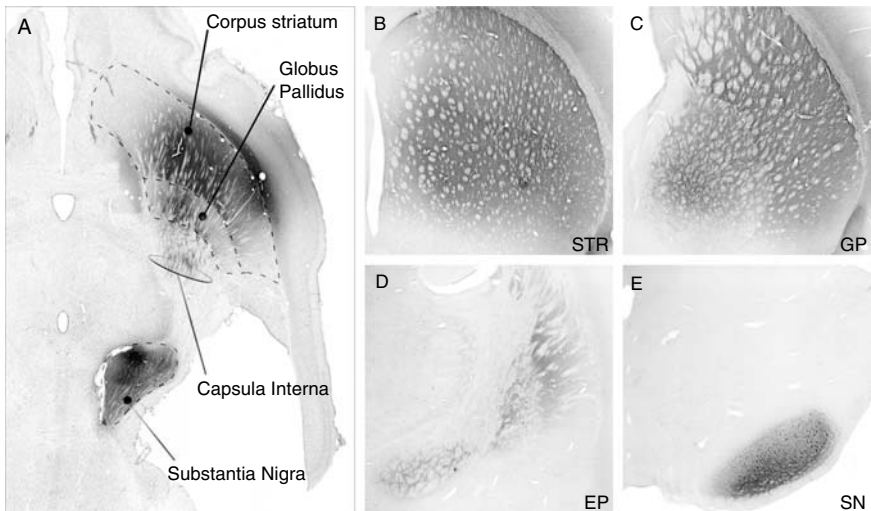 A
Corpus striatum
Globus
Pallidus
Capsula Interna
Substantia Nigra
B
STR
C
GP
D
EP
E
SN